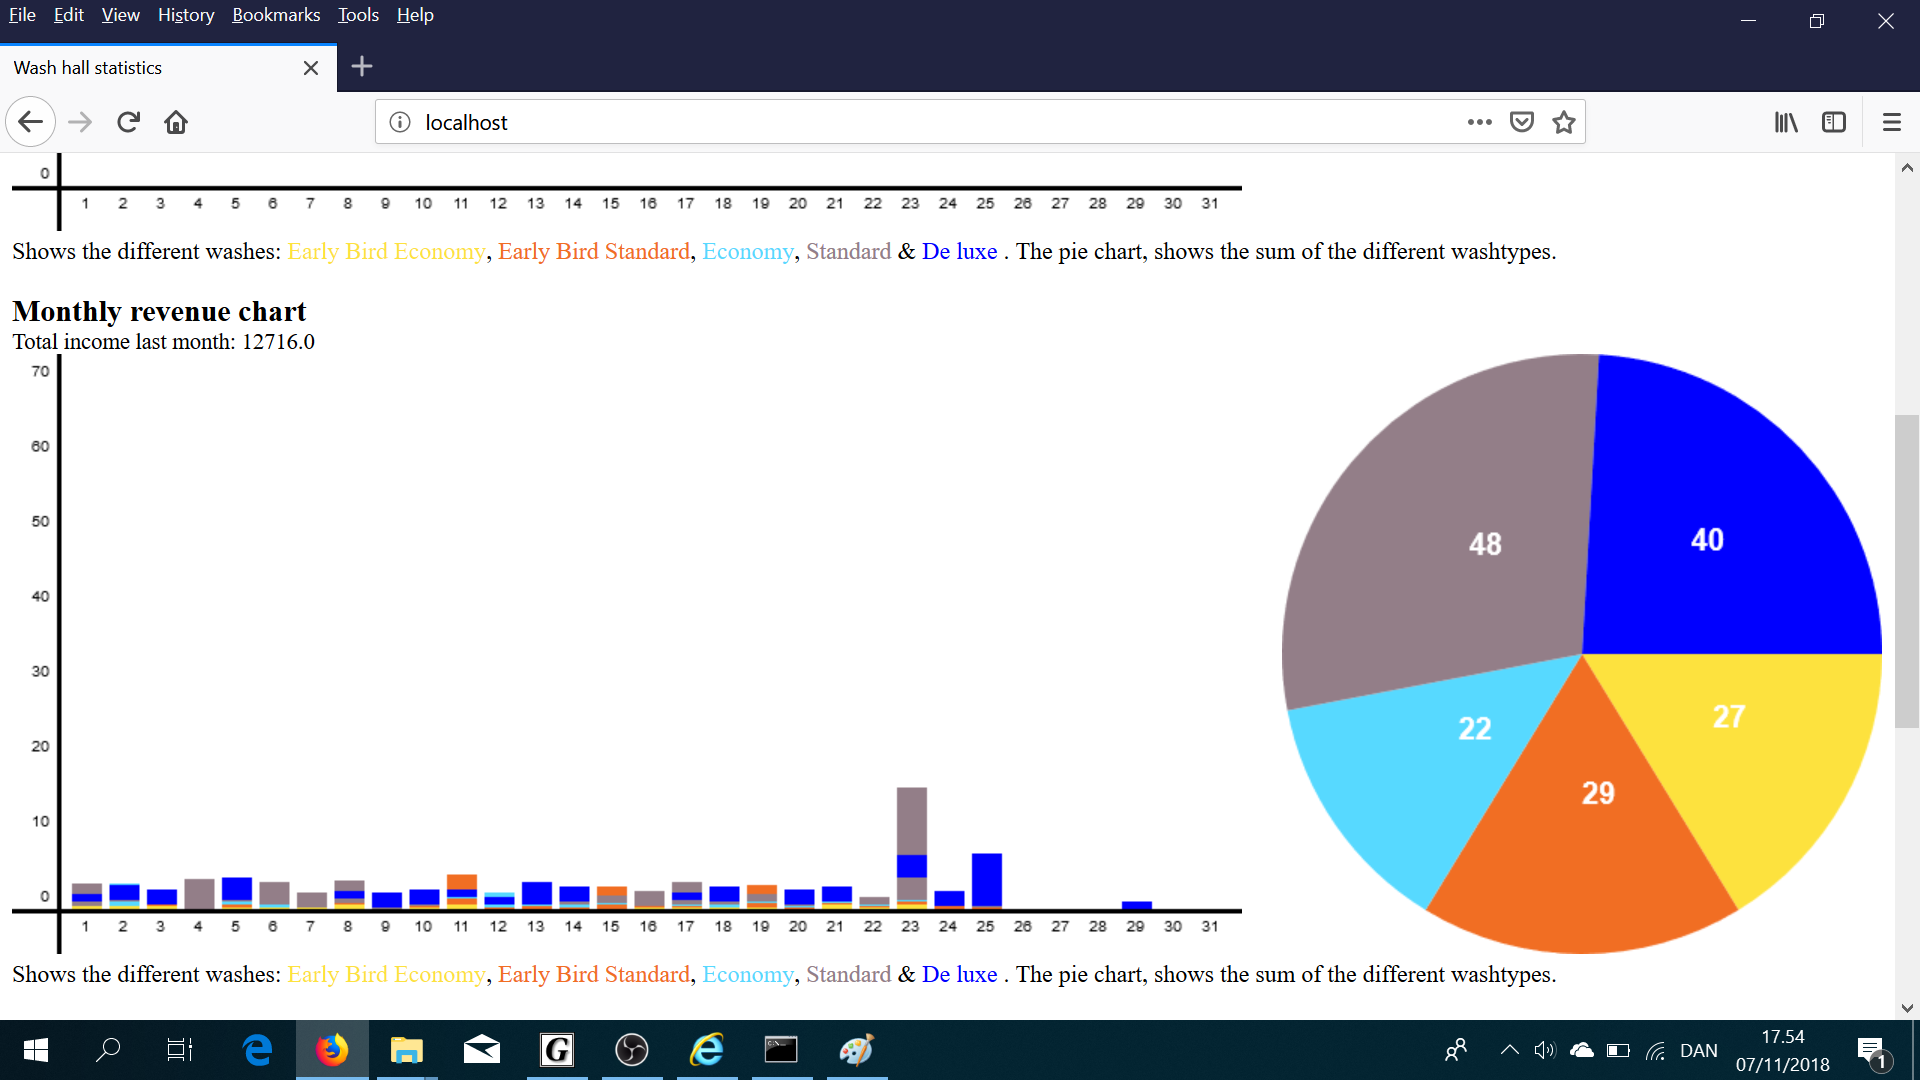 File Edit View History Bookmarks Tools Help
Wash hall statistics
localhost
0
1 2 3 4 5 6 7 8 9 10 11 12 13 14 15 16 17 18 19 20 21 22 23 24 25 26 27 28 29 30 31
Shows the different washes: Early Bird Economy, Early Bird Standard, Economy, Standard & De luxe . The pie chart, shows the sum of the different washtypes.
Monthly revenue chart
Total income last month: 12716.0
70
60
50
40
30
20
10
0
1 2 3 4 5 6 7 8 9 10 11 12 13 14 15 16 17 18 19 20 21 22 23 24 25 26 27 28 29 30 31
48
40
27
22
29
Shows the different washes: Early Bird Economy, Early Bird Standard, Economy, Standard & De luxe . The pie chart, shows the sum of the different washtypes.
G
C:\.
DAN
17.54
07/11/2018
1